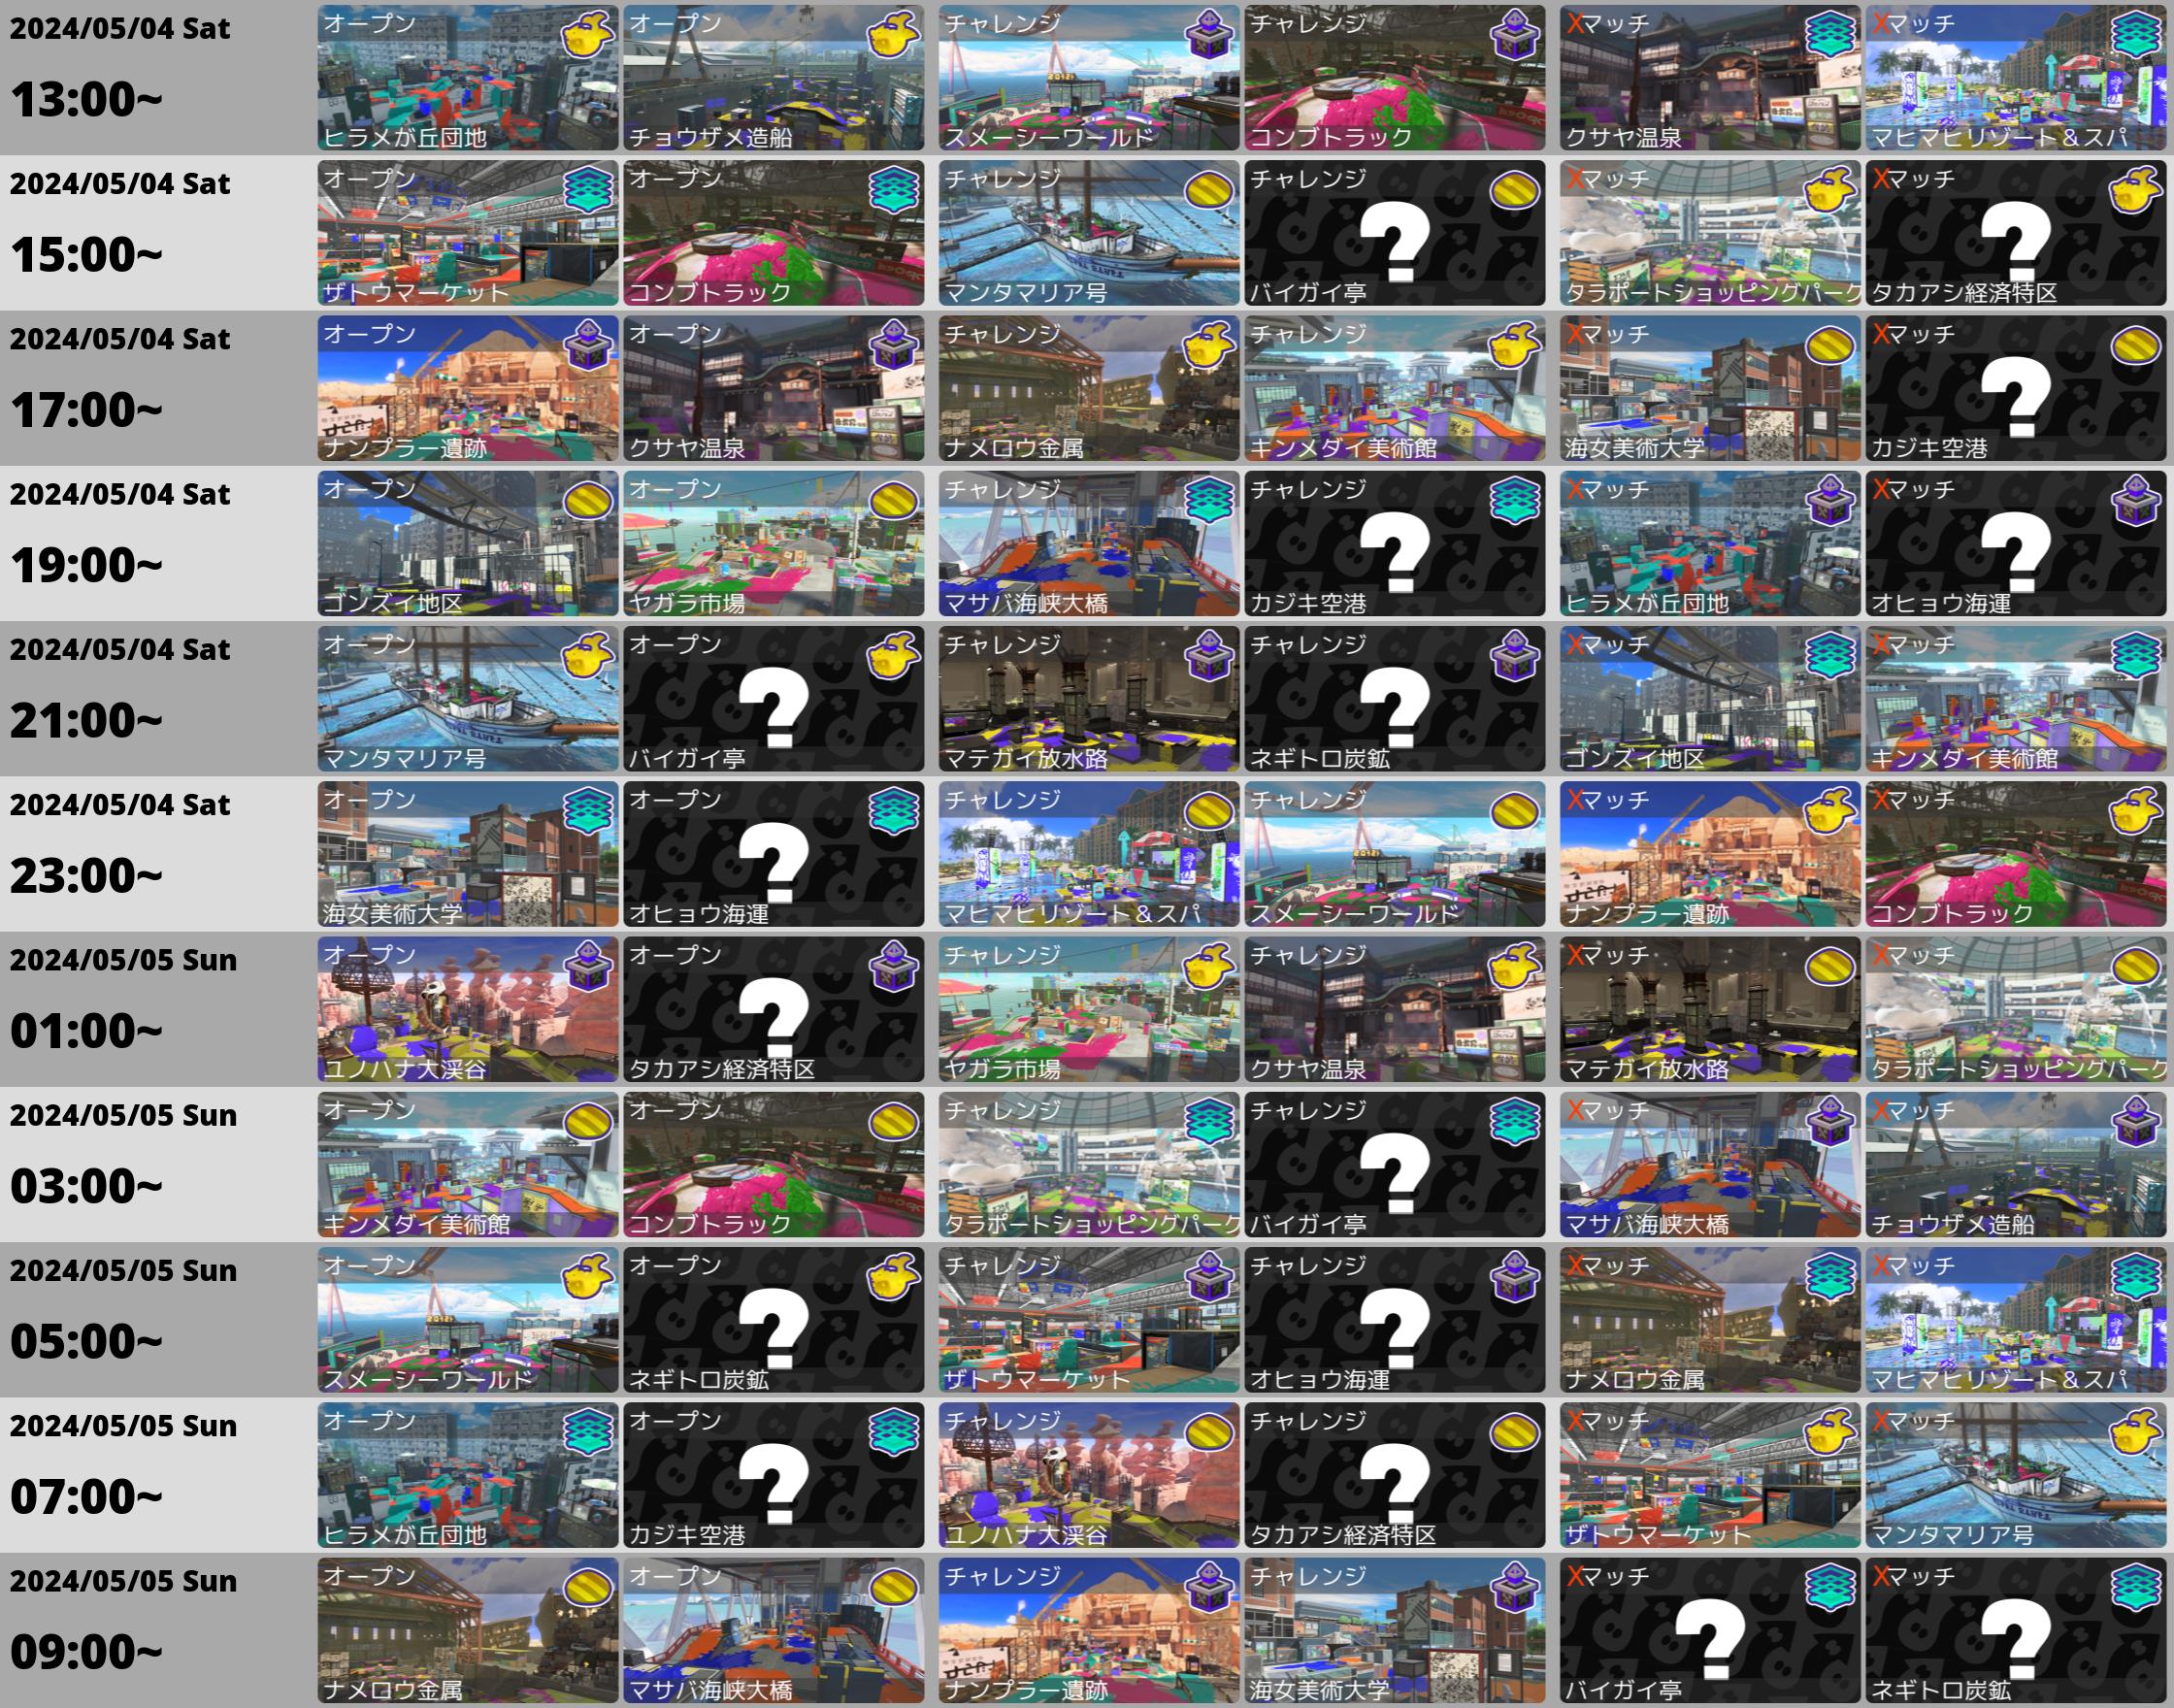 2024/05/04 Sat
13:00~
オープン オープン チャレンジ チャレンジ Xマッチ Xマッチ
ヒラメが丘団地 チョウザメ造船 スメーシーワールド コンブトラック クサヤ温泉 マヒマヒリゾート＆スパ
2024/05/04 Sat
15:00~
オープン オープン チャレンジ チャレンジ Xマッチ Xマッチ
ザトウマーケット コンブトラック マンタマリア号 バイガイ亭 タラポートショッピングパーク タカアシ経済特区
2024/05/04 Sat
17:00~
オープン オープン チャレンジ チャレンジ Xマッチ Xマッチ
ナンプラー遺跡 クサヤ温泉 ナメロウ金属 キンメダイ美術館 海女美術大学 カジキ空港
2024/05/04 Sat
19:00~
オープン オープン チャレンジ チャレンジ Xマッチ Xマッチ
ゴンズイ地区 ヤガラ市場 マサバ海峡大橋 カジキ空港 ヒラメが丘団地 オヒョウ海運
2024/05/04 Sat
21:00~
オープン オープン チャレンジ チャレンジ Xマッチ Xマッチ
マンタマリア号 バイガイ亭 マテガイ放水路 ネギトロ炭鉱 ゴンズイ地区 キンメダイ美術館
2024/05/04 Sat
23:00~
オープン オープン チャレンジ チャレンジ Xマッチ Xマッチ
海女美術大学 オヒョウ海運 マヒマヒリゾート＆スパ スメーシーワールド ナンプラー遺跡 コンブトラック
2024/05/05 Sun
01:00~
オープン オープン チャレンジ チャレンジ Xマッチ Xマッチ
ユノハナ大渓谷 タカアシ経済特区 ヤガラ市場 クサヤ温泉 マテガイ放水路 タラポートショッピングパーク
2024/05/05 Sun
03:00~
オープン オープン チャレンジ チャレンジ Xマッチ Xマッチ
キンメダイ美術館 コンブトラック タラポートショッピングパーク バイガイ亭 マサバ海峡大橋 チョウザメ造船
2024/05/05 Sun
05:00~
オープン オープン チャレンジ チャレンジ Xマッチ Xマッチ
スメーシーワールド ネギトロ炭鉱 ザトウマーケット オヒョウ海運 ナメロウ金属 マヒマヒリゾート＆スパ
2024/05/05 Sun
07:00~
オープン オープン チャレンジ チャレンジ Xマッチ Xマッチ
ヒラメが丘団地 カジキ空港 ユノハナ大渓谷 タカアシ経済特区 ザトウマーケット マンタマリア号
2024/05/05 Sun
09:00~
オープン オープン チャレンジ チャレンジ Xマッチ Xマッチ
ナメロウ金属 マサバ海峡大橋 ナンプラー遺跡 海女美術大学 バイガイ亭 ネギトロ炭鉱